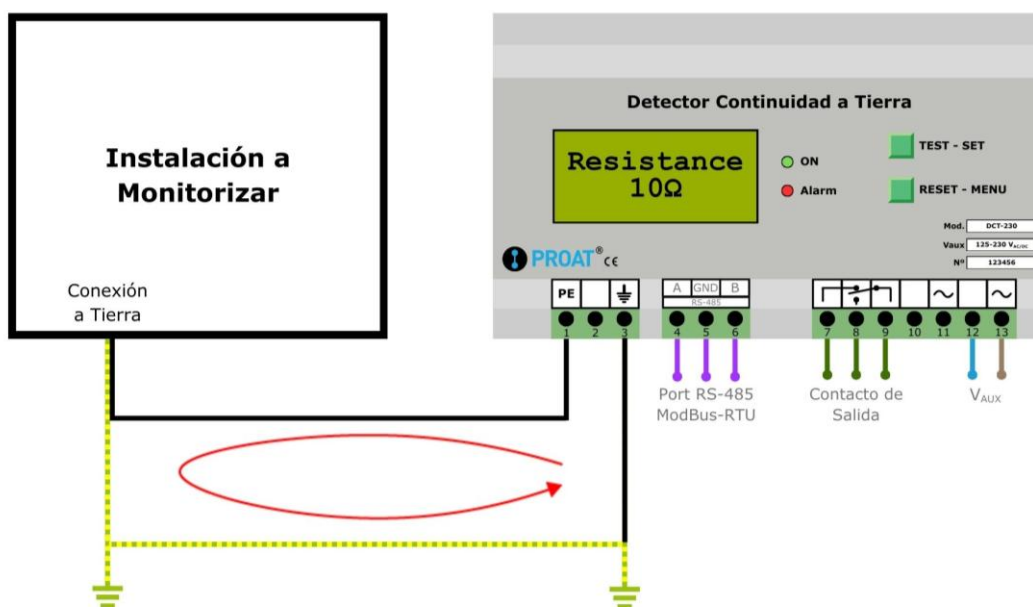 Instalación a
Monitorizar
Conexión
a Tierra
Detector Continuidad a Tierra
Resistance
10Ω
ON
Alarm
TEST - SET
RESET - MENU
Mod. DCT-230
Vaux 125-230 VAC/DC
Nº 123456
PROAT® CE
PE
A GND B
RS-485
1 2 3 4 5 6 7 8 9 10 11 12 13
Port RS-485
ModBus-RTU
Contacto de
Salida
VAUX